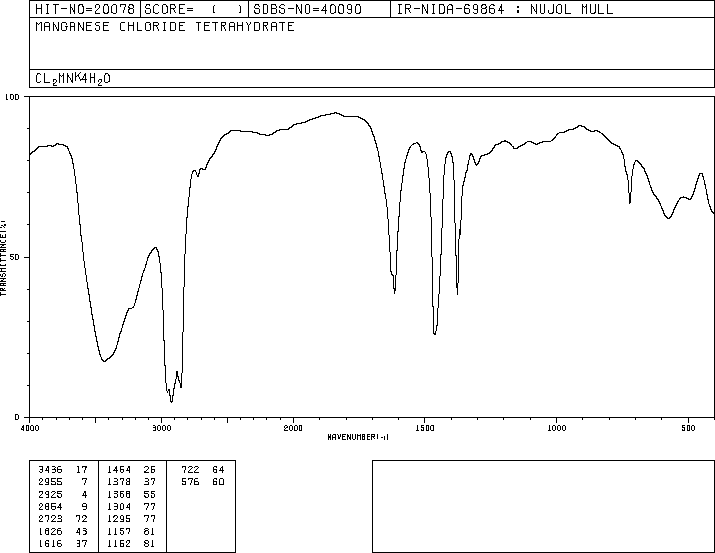 HIT-NO=20078 SCORE= ( ) SDBS-NO=40090 IR-NIDA-69864 : NUJOL MULL
MANGANESE CHLORIDE TETRAHYDRATE
CL2MNK4H2O
100
50
0
TRANSMITTANCE(%)
4000 3000 2000 1500 1000 500
WAVENUMBER(-1)
3436 17 1464 26 722 64
2955 7 1378 37 576 60
2925 4 1368 55
2854 9 1304 77
2723 72 1295 77
1626 43 1157 81
1616 37 1152 81